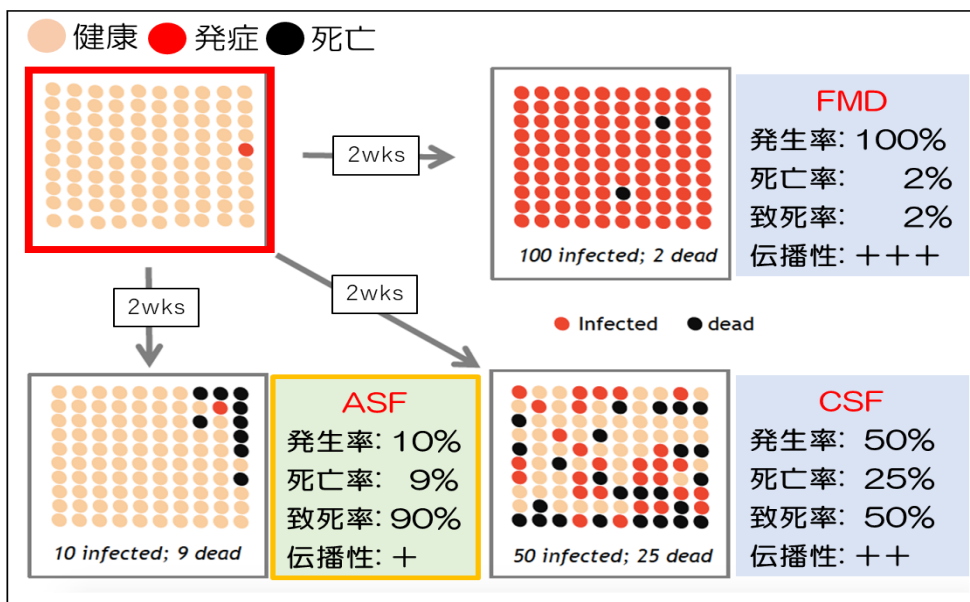 健康 発症 死亡
2wks
100 infected; 2 dead
FMD
発生率: 100%
死亡率: 2%
致死率: 2%
伝播性: +++
2wks
2wks
Infected dead
10 infected; 9 dead
ASF
発生率: 10%
死亡率: 9%
致死率: 90%
伝播性: +
50 infected; 25 dead
CSF
発生率: 50%
死亡率: 25%
致死率: 50%
伝播性: ++